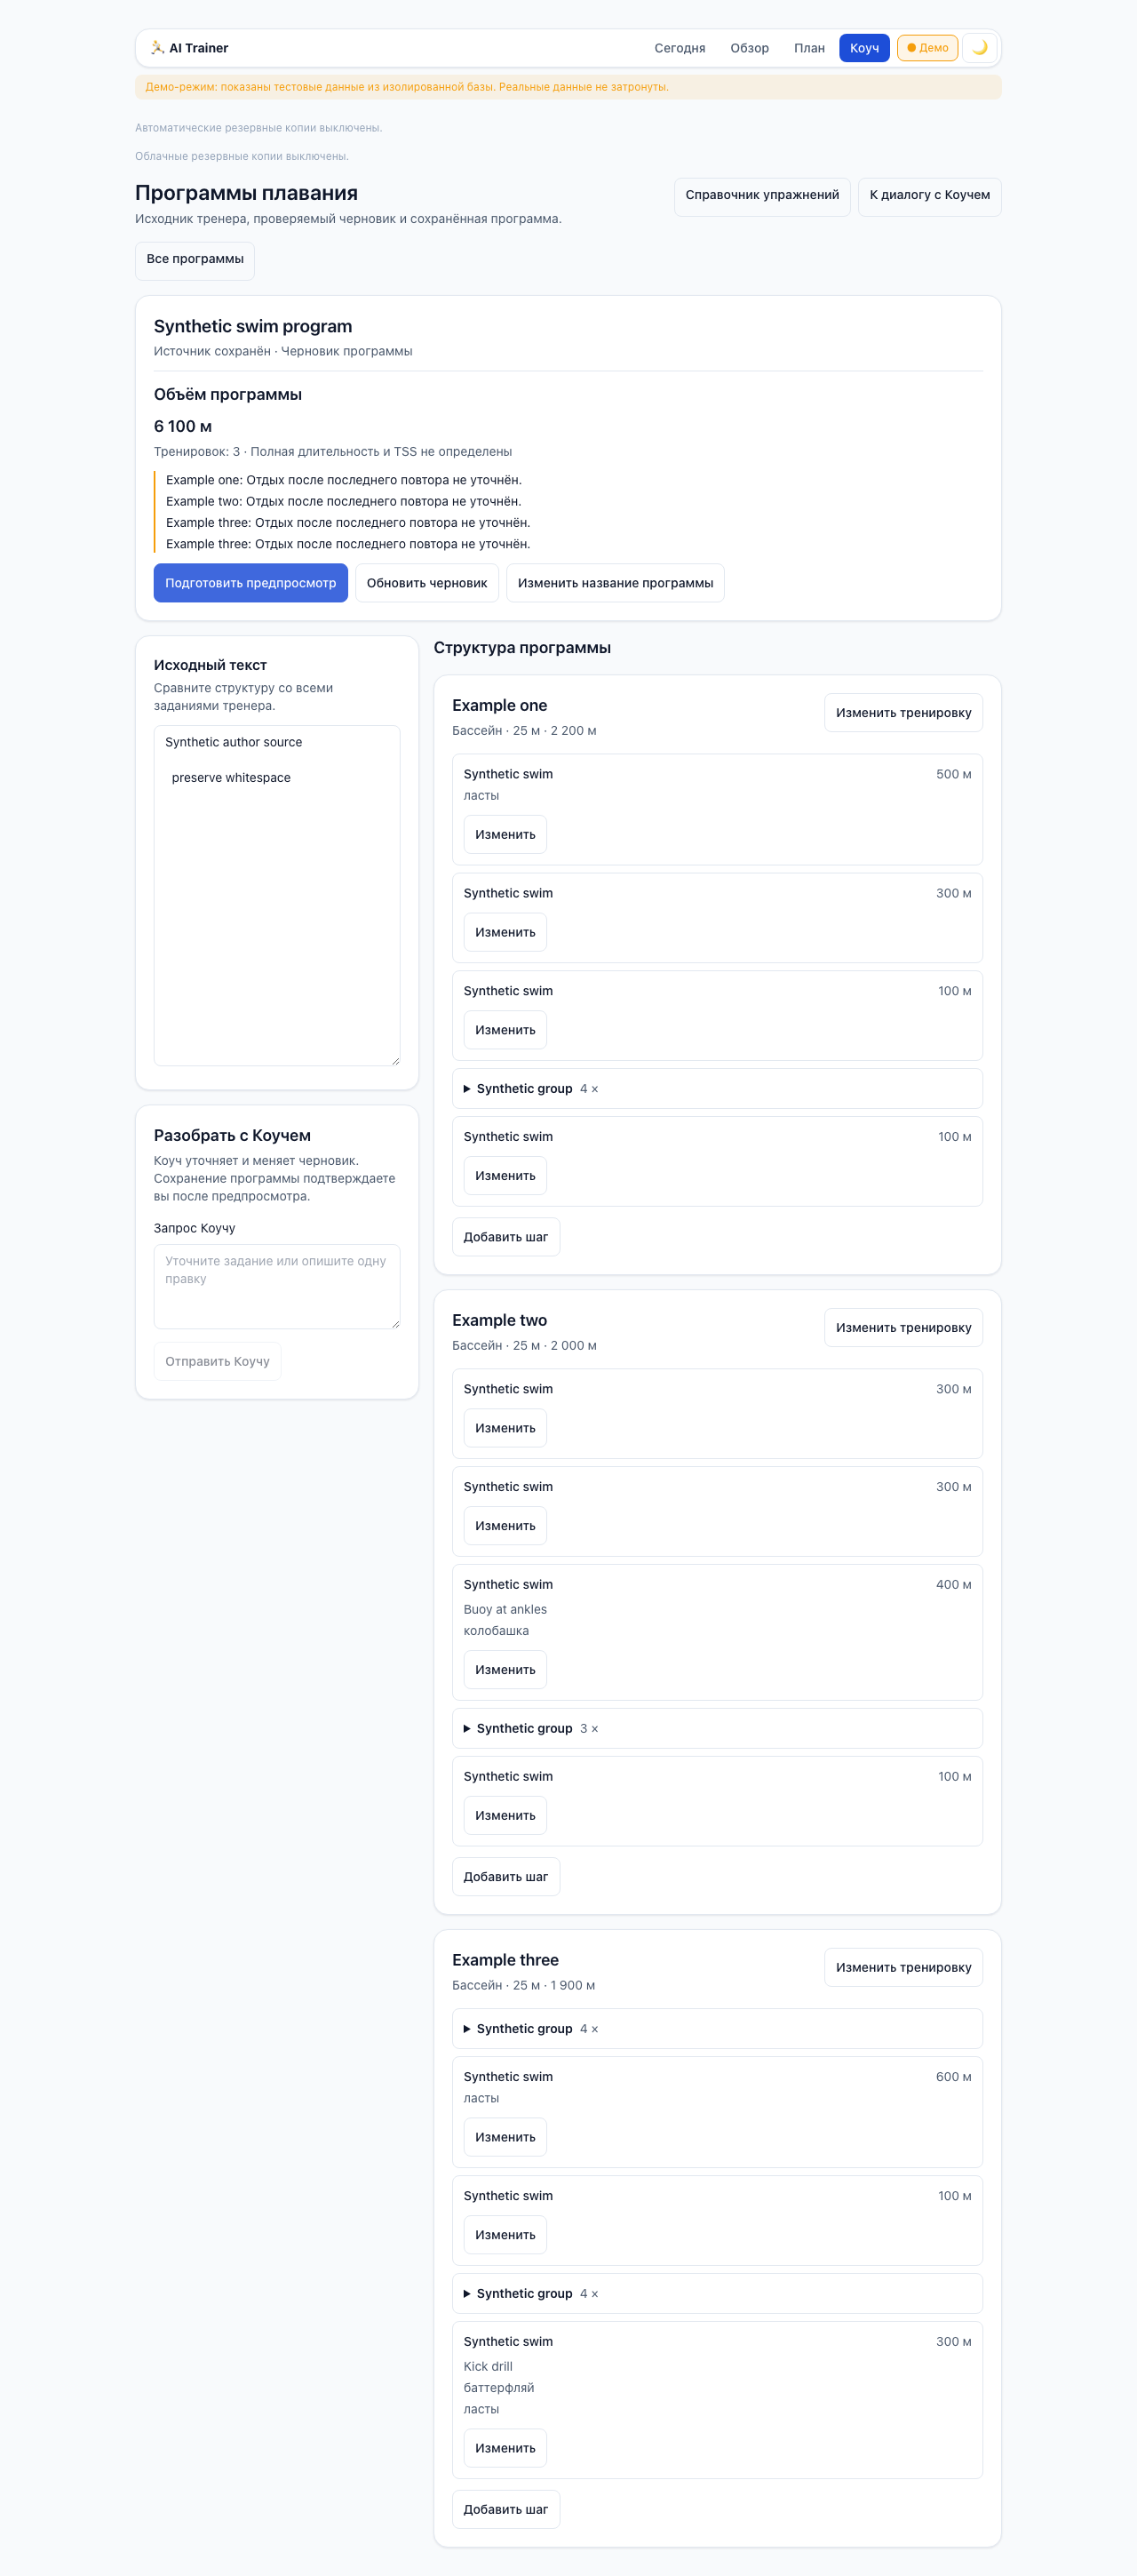 AI Trainer
Сегодня
Обзор
План
Коуч
Демо
Демо-режим: показаны тестовые данные из изолированной базы. Реальные данные не затронуты.
Автоматические резервные копии выключены.
Облачные резервные копии выключены.
Программы плавания
Исходник тренера, проверяемый черновик и сохранённая программа.
Справочник упражнений
К диалогу с Коучем
Все программы
Synthetic swim program
Источник сохранён · Черновик программы
Объём программы
6 100 м
Тренировок: 3 · Полная длительность и TSS не определены
Example one: Отдых после последнего повтора не уточнён.
Example two: Отдых после последнего повтора не уточнён.
Example three: Отдых после последнего повтора не уточнён.
Example three: Отдых после последнего повтора не уточнён.
Подготовить предпросмотр
Обновить черновик
Изменить название программы
Исходный текст
Сравните структуру со всеми
заданиями тренера.
Synthetic author source
preserve whitespace
Разобрать с Коучем
Коуч уточняет и меняет черновик.
Сохранение программы подтверждаете
вы после предпросмотра.
Запрос Коучу
Уточните задание или опишите одну
правку
Отправить Коучу
Структура программы
Example one
Бассейн · 25 м · 2 200 м
Изменить тренировку
Synthetic swim 500 м
ласты
Изменить
Synthetic swim 300 м
Изменить
Synthetic swim 100 м
Изменить
Synthetic group 4 ×
Synthetic swim 100 м
Изменить
Добавить шаг
Example two
Бассейн · 25 м · 2 000 м
Изменить тренировку
Synthetic swim 300 м
Изменить
Synthetic swim 300 м
Изменить
Synthetic swim 400 м
Buoy at ankles
колобашка
Изменить
Synthetic group 3 ×
Synthetic swim 100 м
Изменить
Добавить шаг
Example three
Бассейн · 25 м · 1 900 м
Изменить тренировку
Synthetic group 4 ×
Synthetic swim 600 м
ласты
Изменить
Synthetic swim 100 м
Изменить
Synthetic group 4 ×
Synthetic swim 300 м
Kick drill
баттерфляй
ласты
Изменить
Добавить шаг